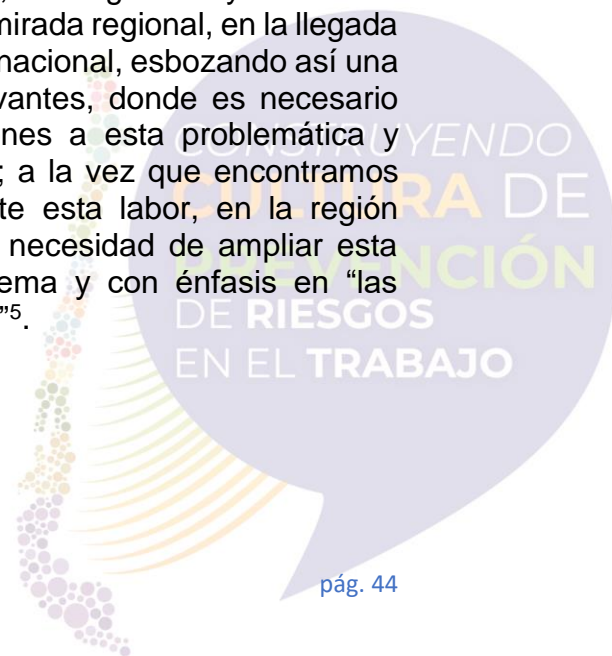 mirada regional, en la llegada
nacional, esbozando así una
vantes, donde es necesario
nes a esta problemática y
; a la vez que encontramos
te esta labor, en la región
necesidad de ampliar esta
ema y con énfasis en “las
”5.
CONSTRUYENDO
CULTURA DE
PREVENCIÓN
DE RIESGOS
EN EL TRABAJO
pág. 44